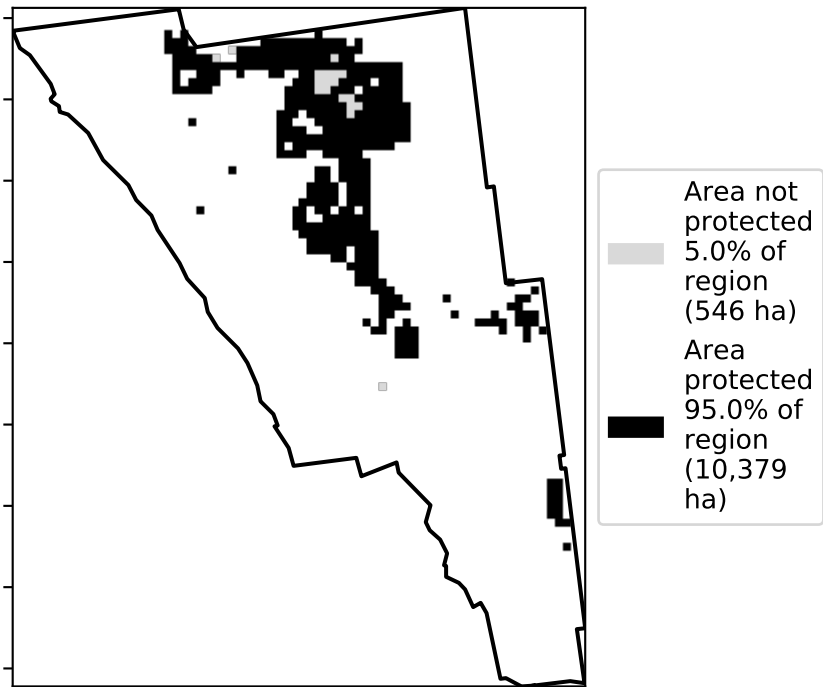 Area not
protected
5.0% of
region
(546 ha)
Area
protected
95.0% of
region
(10,379
ha)